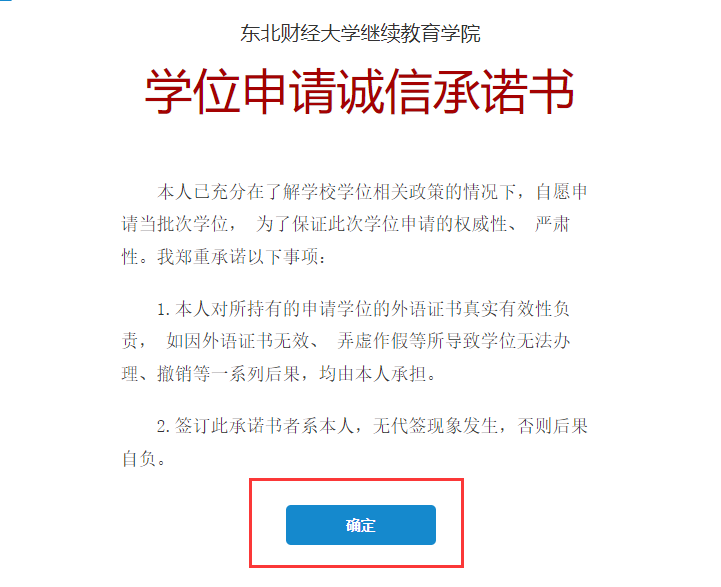 东北财经大学继续教育学院
学位申请诚信承诺书
本人已充分在了解学校学位相关政策的情况下，自愿申
请当批次学位， 为了保证此次学位申请的权威性、 严肃
性。我郑重承诺以下事项：
1.本人对所持有的申请学位的外语证书真实有效性负
责， 如因外语证书无效、 弄虚作假等所导致学位无法办
理、撤销等一系列后果，均由本人承担。
2.签订此承诺书者系本人，无代签现象发生，否则后果
自负。
确定